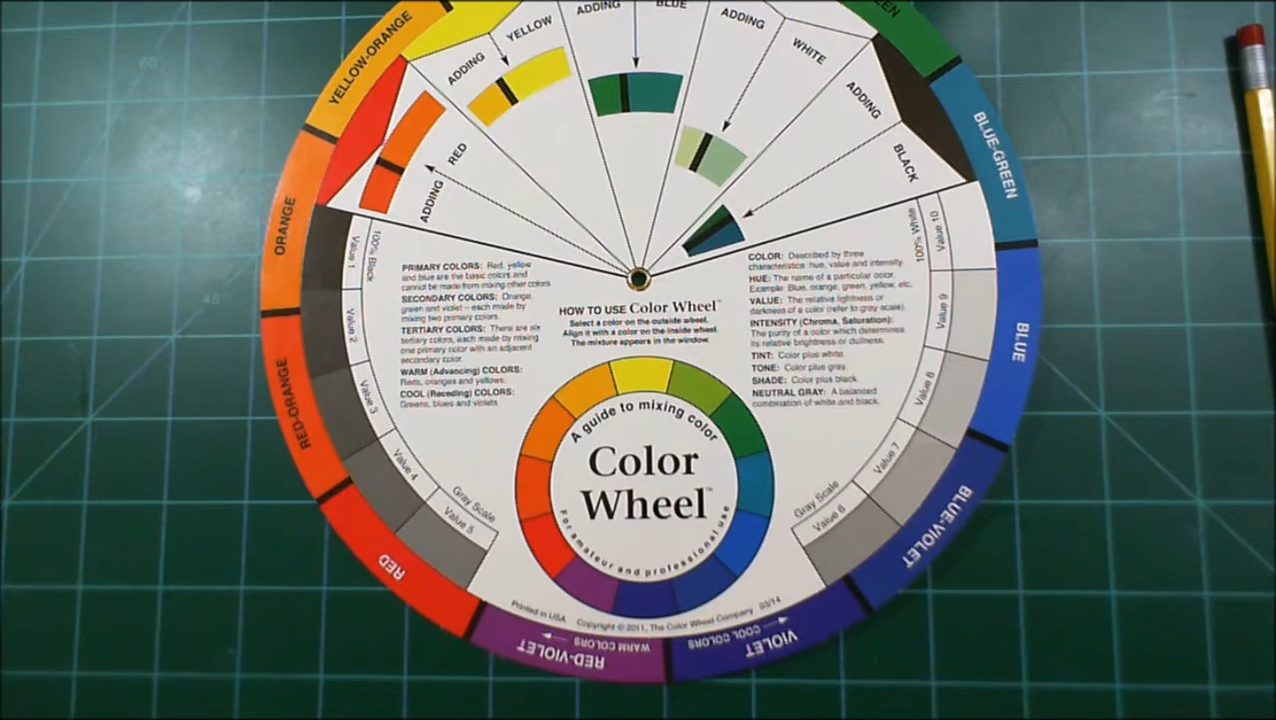 YELLOW-ORANGE
ORANGE
RED-ORANGE
RED
RED-VIOLET
WARM COLORS
VIOLET
COOL COLORS
BLUE-VIOLET
BLUE
BLUE-GREEN
ADDING
RED
ADDING
YELLOW
ADDING
BLUE
ADDING
WHITE
ADDING
BLACK
100% Black
Value 1
Value 2
Value 3
Value 4
Value 5
Gray Scale
100% White
Value 10
Value 9
Value 8
Value 7
Value 6
Gray Scale
PRIMARY COLORS: Red, yellow
and blue are the basic colors and
cannot be made from mixing other colors
SECONDARY COLORS: Orange,
green and violet – each made by
mixing two primary colors.
TERTIARY COLORS: There are six
tertiary colors, each made by mixing
one primary color with an adjacent
secondary color.
WARM (Advancing) COLORS:
Reds, oranges and yellows.
COOL (Receding) COLORS:
Greens, blues and violets.
HOW TO USE Color Wheel™
Select a color on the outside wheel.
Align it with a color on the inside wheel.
The mixture appears in the window.
COLOR: Described by three
characteristics: hue, value and intensity.
HUE: The name of a particular color.
Example: Blue, orange, green, yellow, etc.
VALUE: The relative lightness or
darkness of a color (refer to gray scale).
INTENSITY (Chroma, Saturation):
The purity of a color which determines
its relative brightness or dullness.
TINT: Color plus white.
TONE: Color plus gray.
SHADE: Color plus black.
NEUTRAL GRAY: A balanced
combination of white and black.
A guide to mixing color
Color
Wheel™
For amateur and professional use
Printed in USA Copyright © 2011, The Color Wheel Company 03/14
60
45